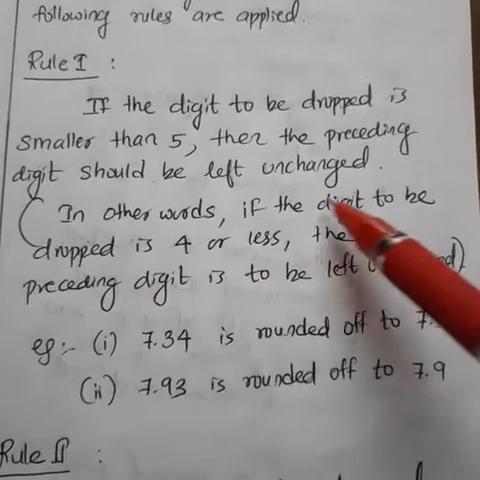 following rules are applied.
Rule I :
If the digit to be dropped is
smaller than 5, then the preceding
digit should be left unchanged.
(In other words, if the digit to be
dropped is 4 or less, the
preceding digit is to be left
eg:- (i) 7.34 is rounded off to 7.
(ii) 7.93 is rounded off to 7.9
Rule II :